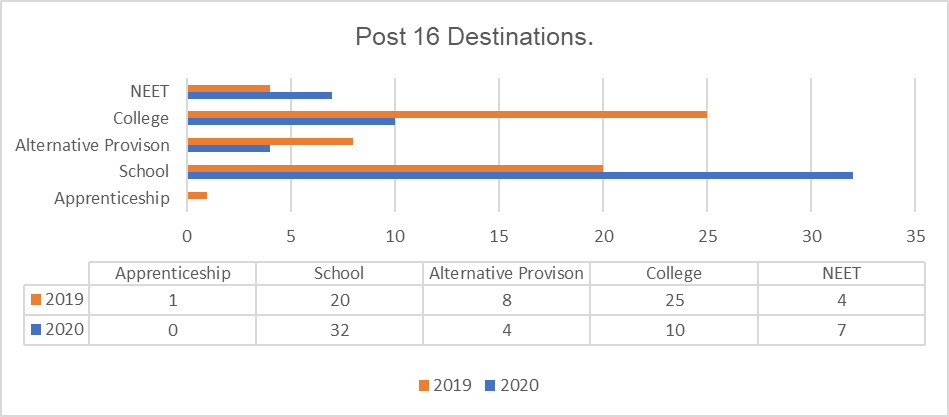 Post 16 Destinations.
NEET
College
Alternative Provison
School
Apprenticeship
0 5 10 15 20 25 30 35
Apprenticeship School Alternative Provison College NEET
2019 1 20 8 25 4
2020 0 32 4 10 7
2019 2020